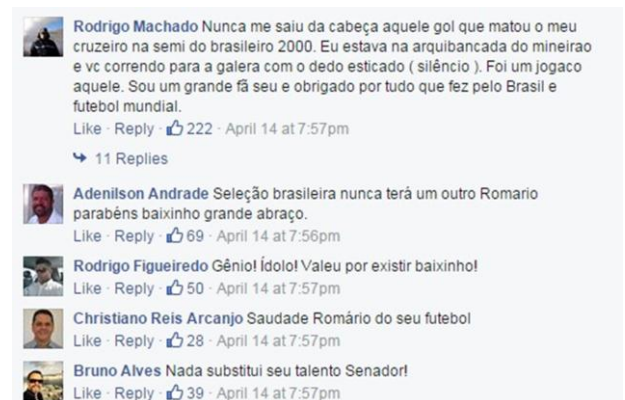 Rodrigo Machado Nunca me saiu da cabeça aquele gol que matou o meu
cruzeiro na semi do brasileiro 2000. Eu estava na arquibancada do mineirao
e vc correndo para a galera com o dedo esticado ( silêncio ). Foi um jogaco
aquele. Sou um grande fã seu e obrigado por tudo que fez pelo Brasil e
futebol mundial.
Like · Reply · 222 · April 14 at 7:57pm
11 Replies
Adenilson Andrade Seleção brasileira nunca terá um outro Romario
parabéns baixinho grande abraço.
Like · Reply · 69 · April 14 at 7:56pm
Rodrigo Figueiredo Gênio! Ídolo! Valeu por existir baixinho!
Like · Reply · 50 · April 14 at 7:57pm
Christiano Reis Arcanjo Saudade Romário do seu futebol
Like · Reply · 28 · April 14 at 7:57pm
Bruno Alves Nada substitui seu talento Senador!
Like · Reply · 39 · April 14 at 7:57pm